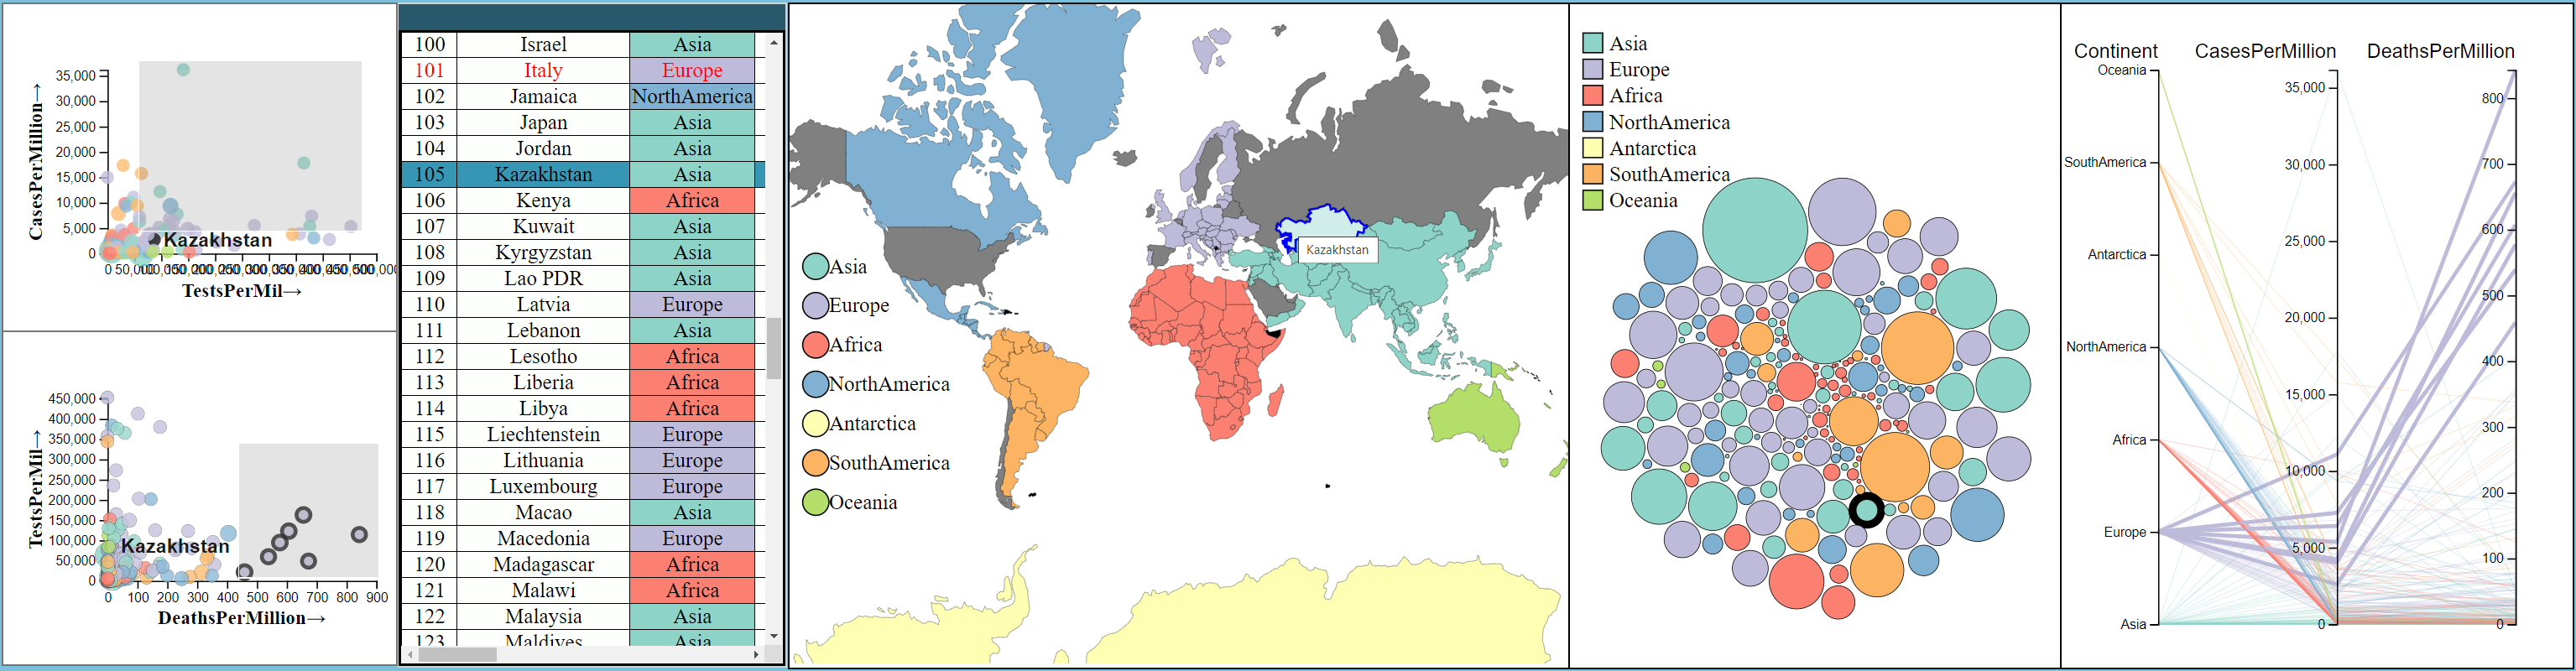 CasesPerMillion→
35,000
30,000
25,000
20,000
15,000
10,000
5,000
0
Kazakhstan
0 50,000 100,000 150,000 200,000 250,000 300,000 350,000 400,000 450,000 500,000
TestsPerMil→
TestsPerMil→
450,000
400,000
350,000
300,000
250,000
200,000
150,000
100,000
50,000
0
Kazakhstan
0 100 200 300 400 500 600 700 800 900
DeathsPerMillion→
100 Israel Asia
101 Italy Europe
102 Jamaica NorthAmerica
103 Japan Asia
104 Jordan Asia
105 Kazakhstan Asia
106 Kenya Africa
107 Kuwait Asia
108 Kyrgyzstan Asia
109 Lao PDR Asia
110 Latvia Europe
111 Lebanon Asia
112 Lesotho Africa
113 Liberia Africa
114 Libya Africa
115 Liechtenstein Europe
116 Lithuania Europe
117 Luxembourg Europe
118 Macao Asia
119 Macedonia Europe
120 Madagascar Africa
121 Malawi Africa
122 Malaysia Asia
123 Maldives Asia
Kazakhstan
Asia
Europe
Africa
NorthAmerica
Antarctica
SouthAmerica
Oceania
Asia
Europe
Africa
NorthAmerica
Antarctica
SouthAmerica
Oceania
Continent CasesPerMillion DeathsPerMillion
Oceania
SouthAmerica
Antarctica
NorthAmerica
Africa
Europe
Asia
35,000
30,000
25,000
20,000
15,000
10,000
5,000
0
800
700
600
500
400
300
200
100
0